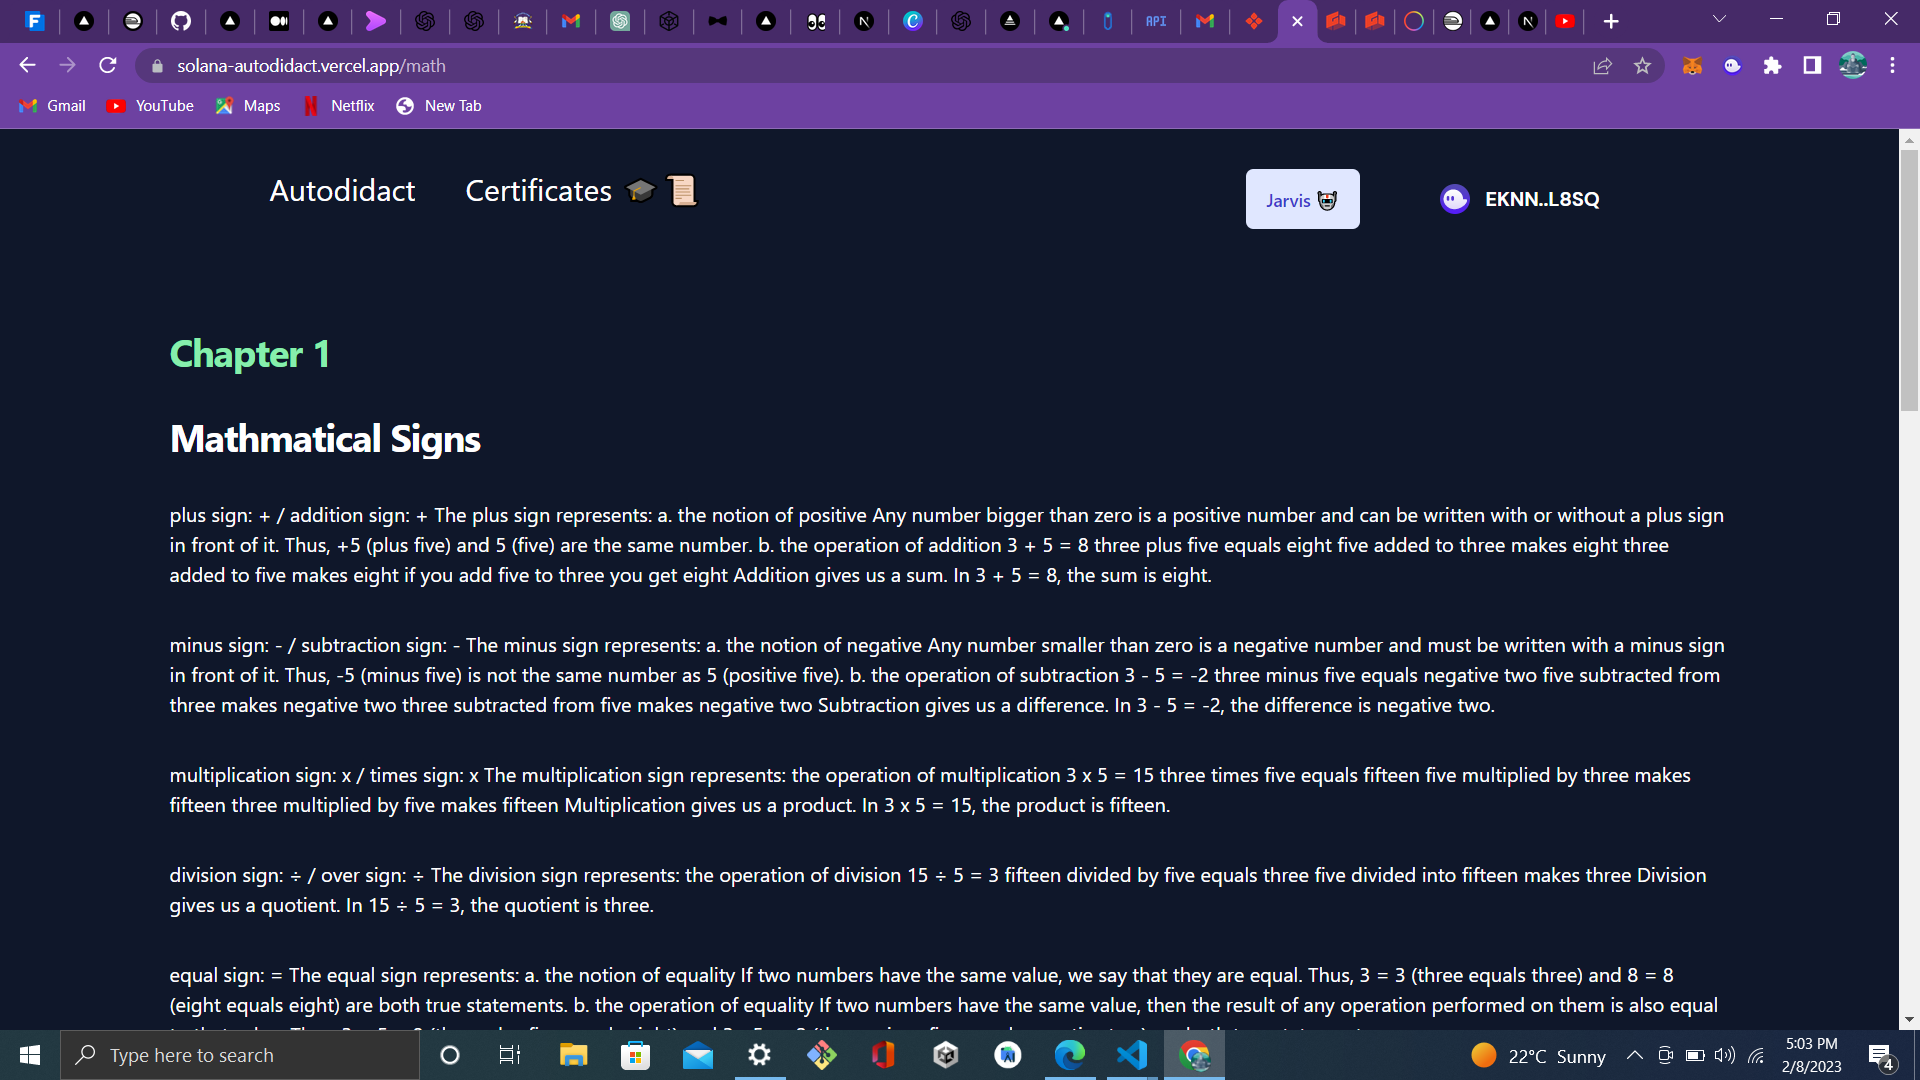 solana-autodidact.vercel.app/math
Gmail YouTube Maps Netflix New Tab
Autodidact Certificates Jarvis EKNN..L8SQ
Chapter 1
Mathmatical Signs
plus sign: + / addition sign: + The plus sign represents: a. the notion of positive Any number bigger than zero is a positive number and can be written with or without a plus sign
in front of it. Thus, +5 (plus five) and 5 (five) are the same number. b. the operation of addition 3 + 5 = 8 three plus five equals eight five added to three makes eight three
added to five makes eight if you add five to three you get eight Addition gives us a sum. In 3 + 5 = 8, the sum is eight.
minus sign: - / subtraction sign: - The minus sign represents: a. the notion of negative Any number smaller than zero is a negative number and must be written with a minus sign
in front of it. Thus, -5 (minus five) is not the same number as 5 (positive five). b. the operation of subtraction 3 - 5 = -2 three minus five equals negative two five subtracted from
three makes negative two three subtracted from five makes negative two Subtraction gives us a difference. In 3 - 5 = -2, the difference is negative two.
multiplication sign: x / times sign: x The multiplication sign represents: the operation of multiplication 3 x 5 = 15 three times five equals fifteen five multiplied by three makes
fifteen three multiplied by five makes fifteen Multiplication gives us a product. In 3 x 5 = 15, the product is fifteen.
division sign: ÷ / over sign: ÷ The division sign represents: the operation of division 15 ÷ 5 = 3 fifteen divided by five equals three five divided into fifteen makes three Division
gives us a quotient. In 15 ÷ 5 = 3, the quotient is three.
equal sign: = The equal sign represents: a. the notion of equality If two numbers have the same value, we say that they are equal. Thus, 3 = 3 (three equals three) and 8 = 8
(eight equals eight) are both true statements. b. the operation of equality If two numbers have the same value, then the result of any operation performed on them is also equal
Type here to search
22°C Sunny
5:03 PM
2/8/2023
4